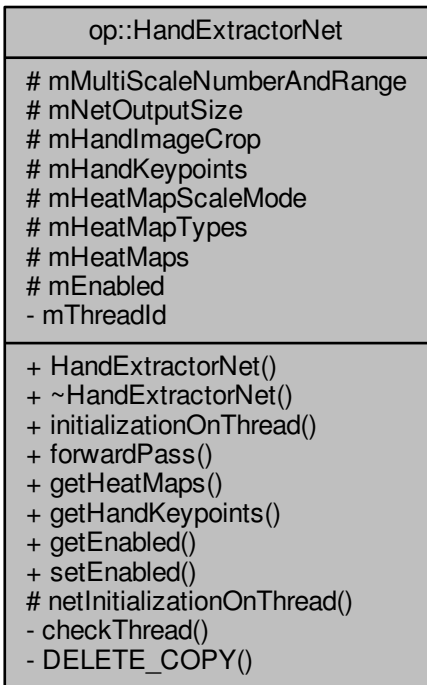 op::HandExtractorNet
# mMultiScaleNumberAndRange
# mNetOutputSize
# mHandImageCrop
# mHandKeypoints
# mHeatMapScaleMode
# mHeatMapTypes
# mHeatMaps
# mEnabled
- mThreadId
+ HandExtractorNet()
+ ~HandExtractorNet()
+ initializationOnThread()
+ forwardPass()
+ getHeatMaps()
+ getHandKeypoints()
+ getEnabled()
+ setEnabled()
# netInitializationOnThread()
- checkThread()
- DELETE_COPY()